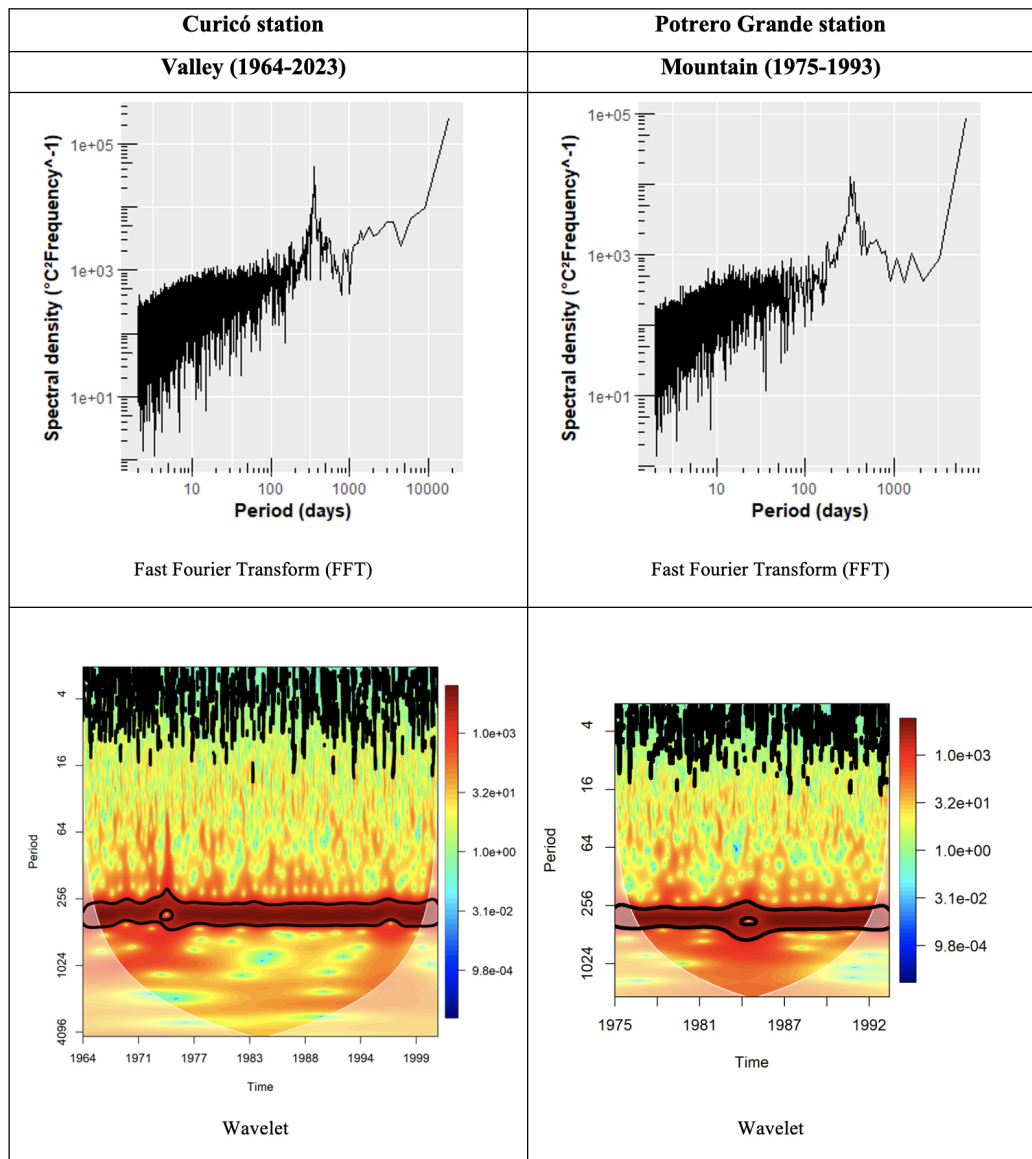 Curicó station
Potrero Grande station
Valley (1964-2023)
Mountain (1975-1993)
1e+05
1e+03
1e+01
10
100
1000
10000
Spectral density (°C²Frequency^-1)
Period (days)
Fast Fourier Transform (FFT)
1e+05
1e+03
1e+01
10
100
1000
Spectral density (°C²Frequency^-1)
Period (days)
Fast Fourier Transform (FFT)
4
16
64
256
1024
4096
Period
1964
1971
1977
1983
1988
1994
1999
Time
1.0e+03
3.2e+01
1.0e+00
3.1e-02
9.8e-04
Wavelet
4
16
64
256
1024
Period
1975
1981
1987
1992
Time
1.0e+03
3.2e+01
1.0e+00
3.1e-02
9.8e-04
Wavelet